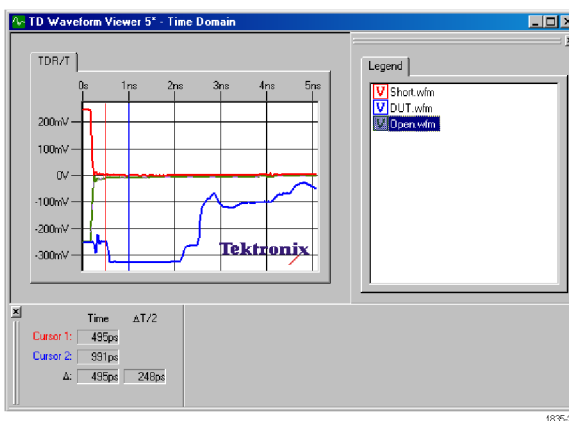 TD Waveform Viewer 5* - Time Domain
TDR/T
0s 1ns 2ns 3ns 4ns 5ns
200mV
100mV
0V
-100mV
-200mV
-300mV
Tektronix
Legend
V Short.wfm
V DUT.wfm
V Open.wfm
Time ΔT/2
Cursor 1: 495ps
Cursor 2: 991ps
Δ: 495ps 248ps